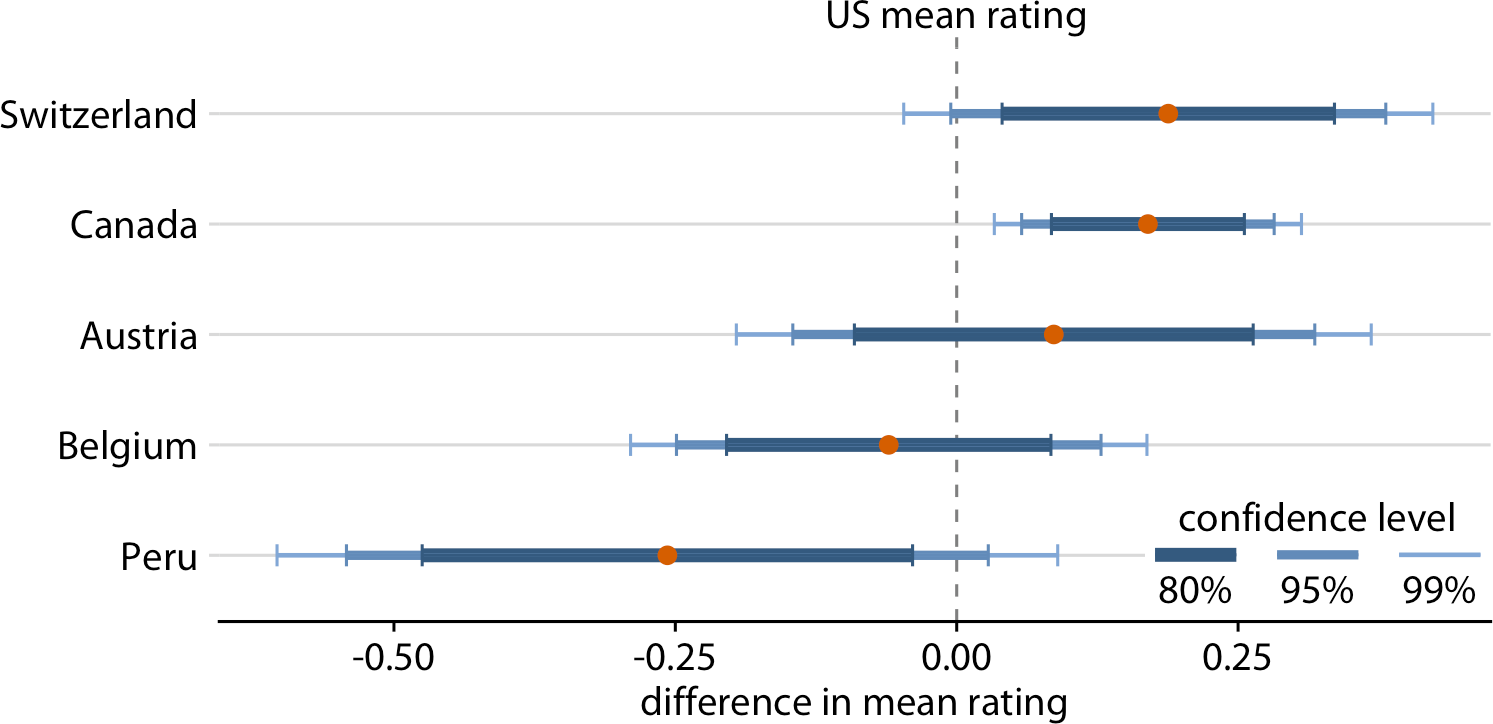 US mean rating
Switzerland
Canada
Austria
Belgium
Peru
confidence level
80% 95% 99%
-0.50 -0.25 0.00 0.25
difference in mean rating